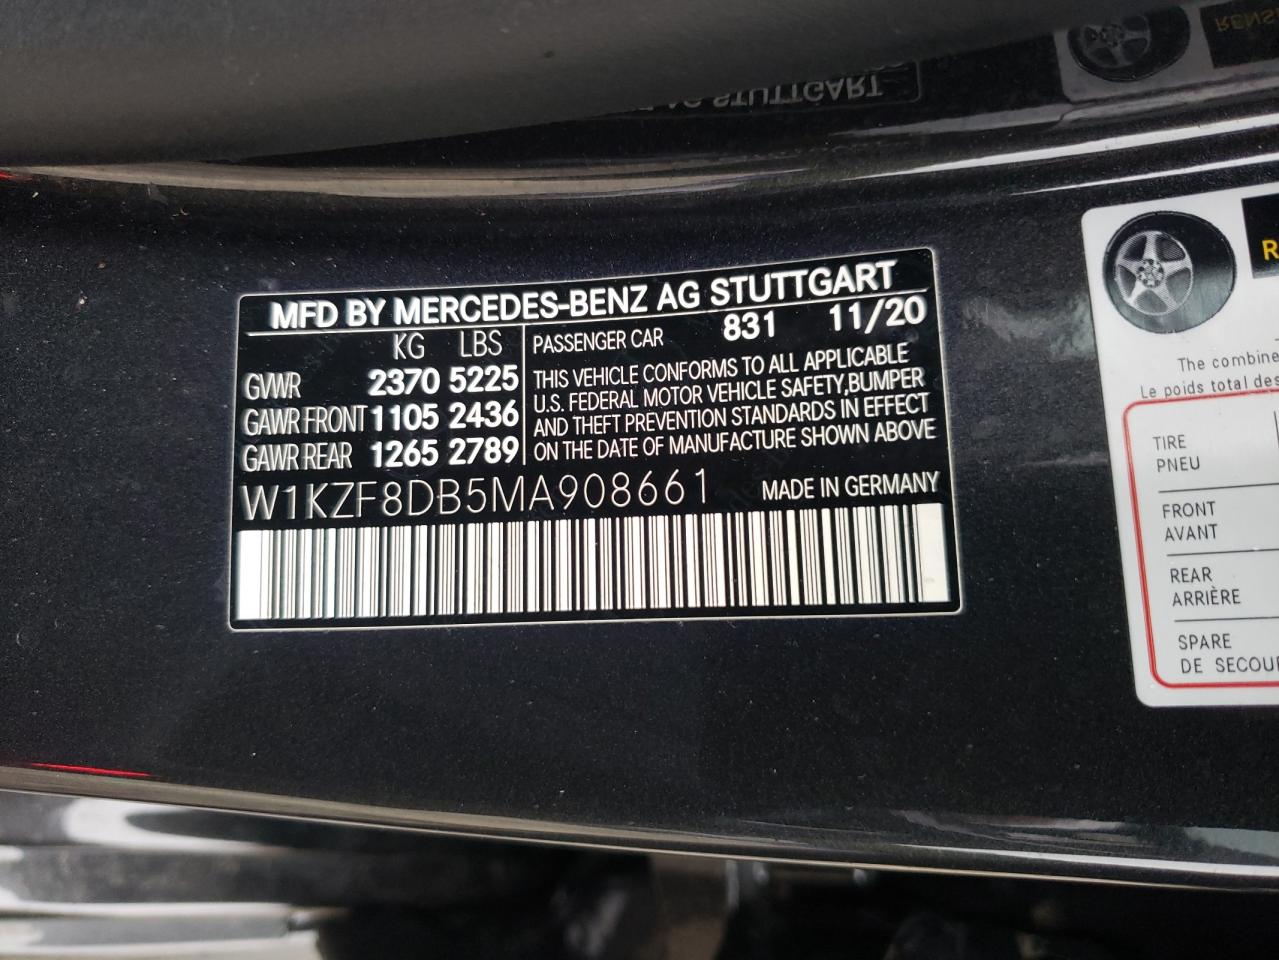 MFD BY MERCEDES-BENZ AG STUTTGART
KG LBS
GVWR 2370 5225
GAWR FRONT 1105 2436
GAWR REAR 1265 2789
PASSENGER CAR 831 11/20
THIS VEHICLE CONFORMS TO ALL APPLICABLE
U.S. FEDERAL MOTOR VEHICLE SAFETY,BUMPER
AND THEFT PREVENTION STANDARDS IN EFFECT
ON THE DATE OF MANUFACTURE SHOWN ABOVE
W1KZF8DB5MA908661 MADE IN GERMANY
The combine
Le poids total des
TIRE
PNEU
FRONT
AVANT
REAR
ARRIÈRE
SPARE
DE SECOU
AG STUTTGART